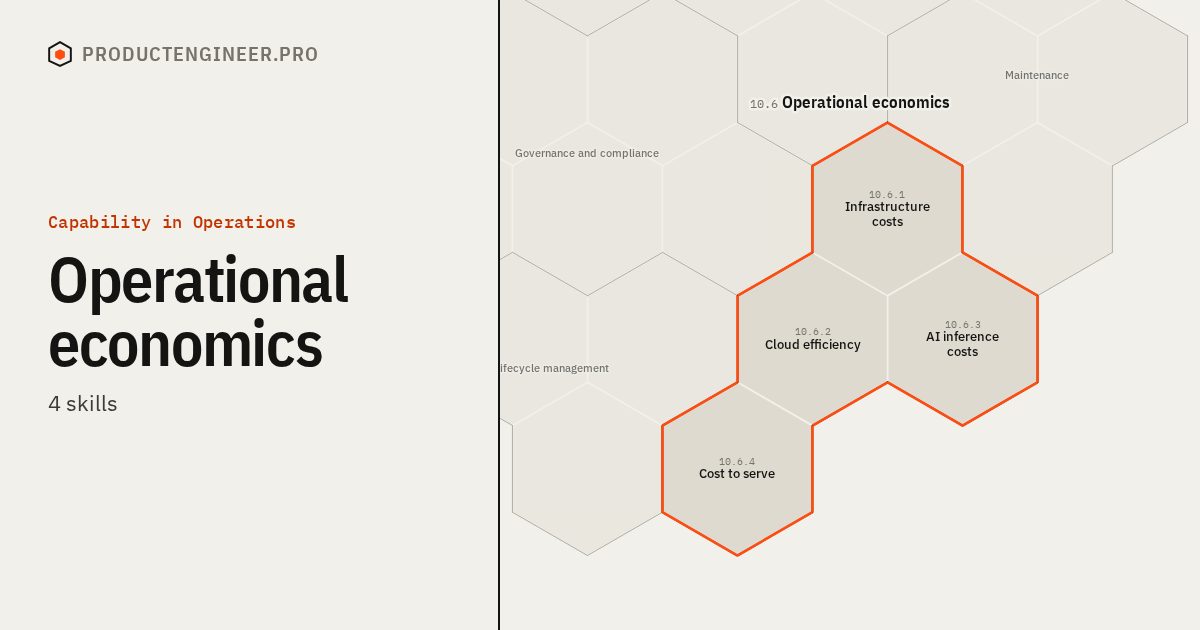 PRODUCTENGINEER.PRO
Capability in Operations
Operational
economics
4 skills
Maintenance
10.6 Operational economics
Governance and compliance
10.6.1
Infrastructure
costs
10.6.2
Cloud efficiency
10.6.3
AI inference
costs
ifecycle management
10.6.4
Cost to serve